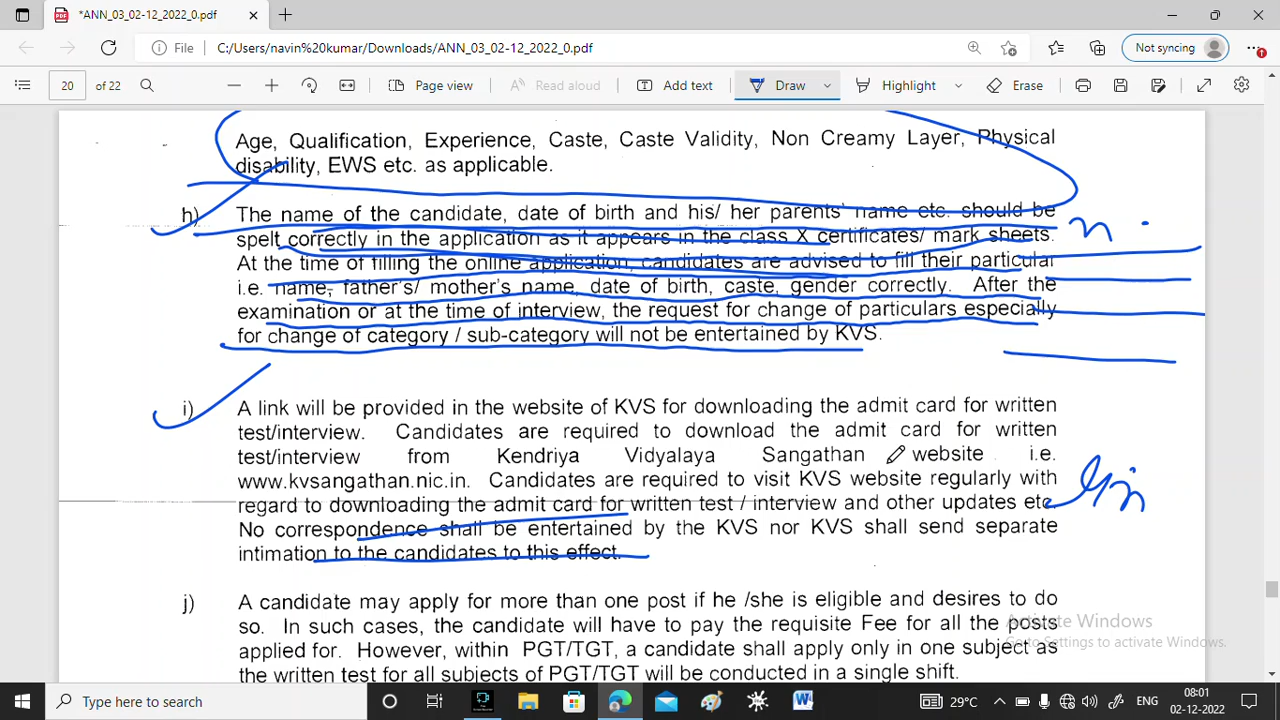 *ANN_03_02-12_2022_0.pdf
File C:/Users/navin%20kumar/Downloads/ANN_03_02-12_2022_0.pdf Not syncing
20 of 22 Page view Read aloud Add text Draw Highlight Erase
Age, Qualification, Experience, Caste, Caste Validity, Non Creamy Layer, Physical
disability, EWS etc. as applicable.
h) The name of the candidate, date of birth and his/ her parents' name etc. should be
spelt correctly in the application as it appears in the class X certificates/ mark sheets.
At the time of filling the online application, candidates are advised to fill their particular
i.e. name, father's/ mother's name, date of birth, caste, gender correctly. After the
examination or at the time of interview, the request for change of particulars especially
for change of category / sub-category will not be entertained by KVS.
i) A link will be provided in the website of KVS for downloading the admit card for written
test/interview. Candidates are required to download the admit card for written
test/interview from Kendriya Vidyalaya Sangathan website i.e.
www.kvsangathan.nic.in. Candidates are required to visit KVS website regularly with
regard to downloading the admit card for written test / interview and other updates etc.
No correspondence shall be entertained by the KVS nor KVS shall send separate
intimation to the candidates to this effect.
j) A candidate may apply for more than one post if he /she is eligible and desires to do
so. In such cases, the candidate will have to pay the requisite Fee for all the posts
applied for. However, within PGT/TGT, a candidate shall apply only in one subject as
the written test for all subjects of PGT/TGT will be conducted in a single shift.
Activate Windows
Go to Settings to activate Windows.
Type here to search 29°C ENG 08:01
02-12-2022